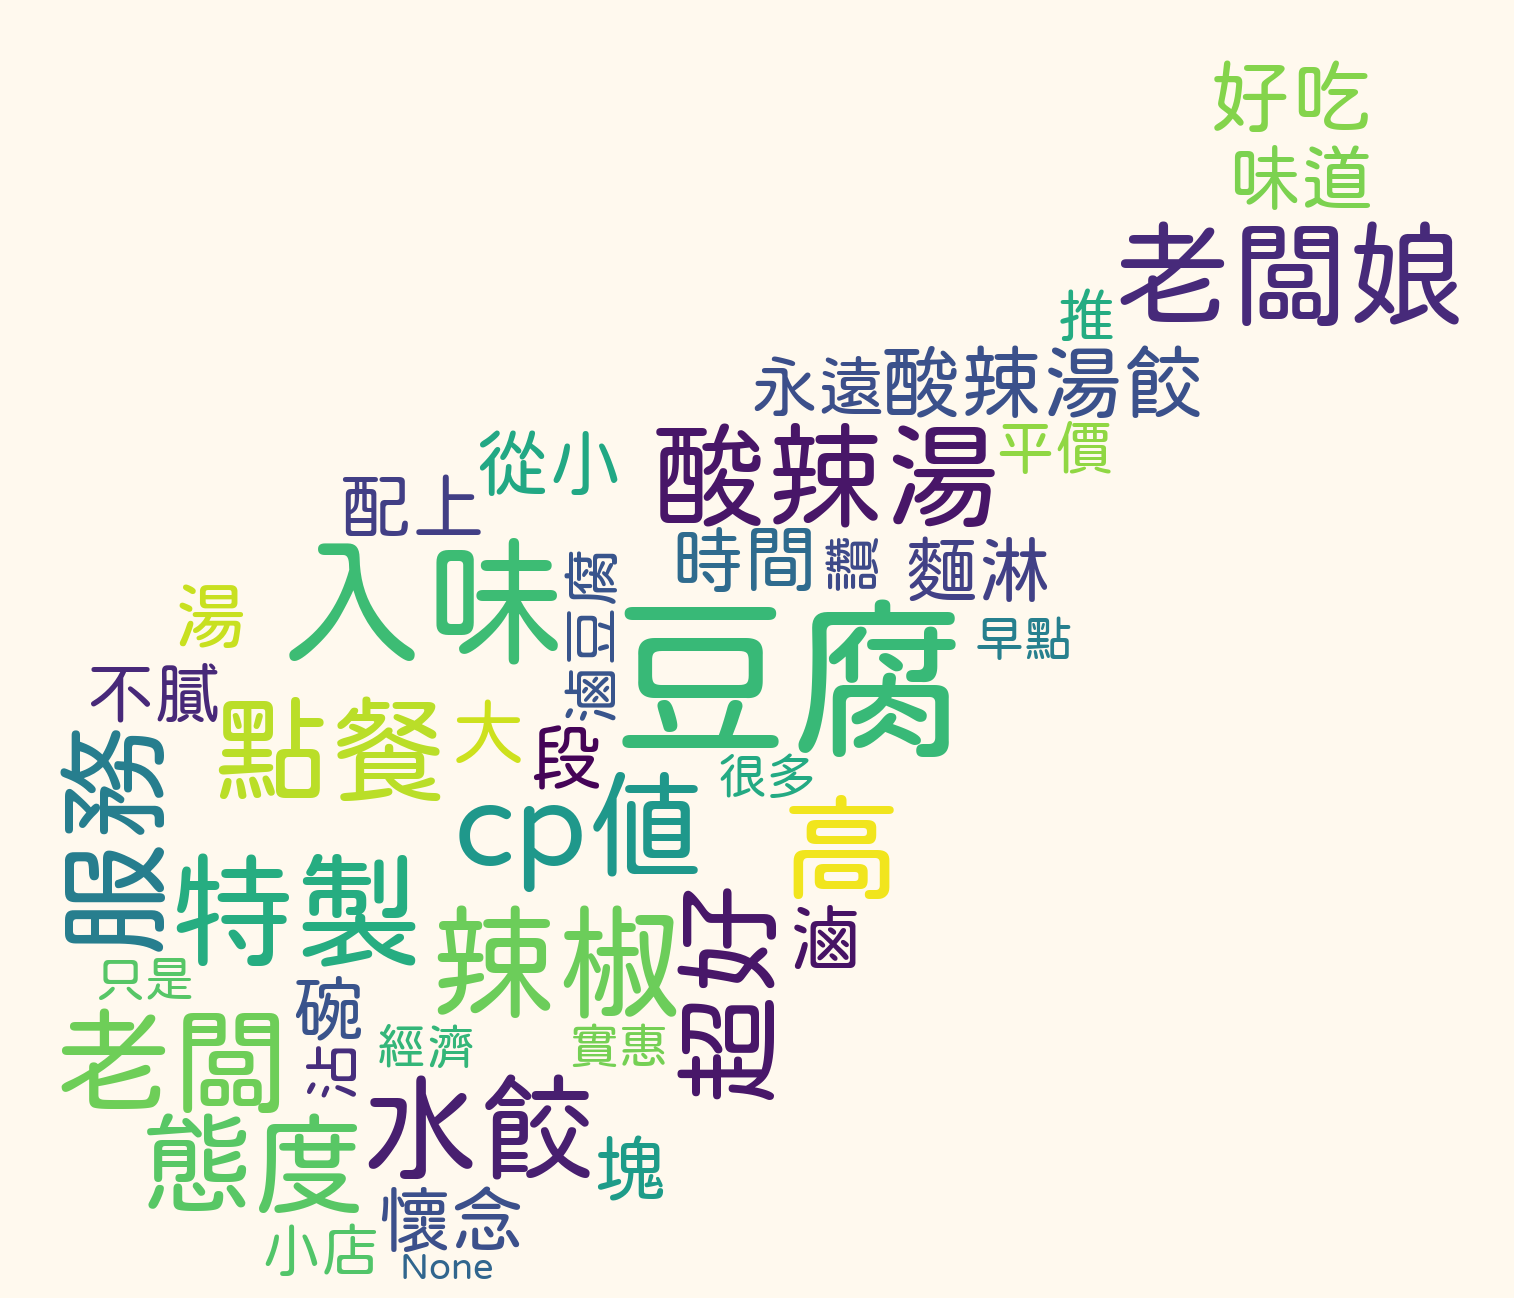 好吃
味道
老闆娘
推
永遠
酸辣湯餃
從小
酸辣湯
平價
配上
入味
滷豆腐
時間
讚
麵淋
湯
豆腐
早點
不膩
點餐
大
段
很多
服務
cp值
高
特製
辣椒
超好
滷
只是
碗
老闆
沾
經濟
實惠
水餃
態度
塊
懷念
小店
None